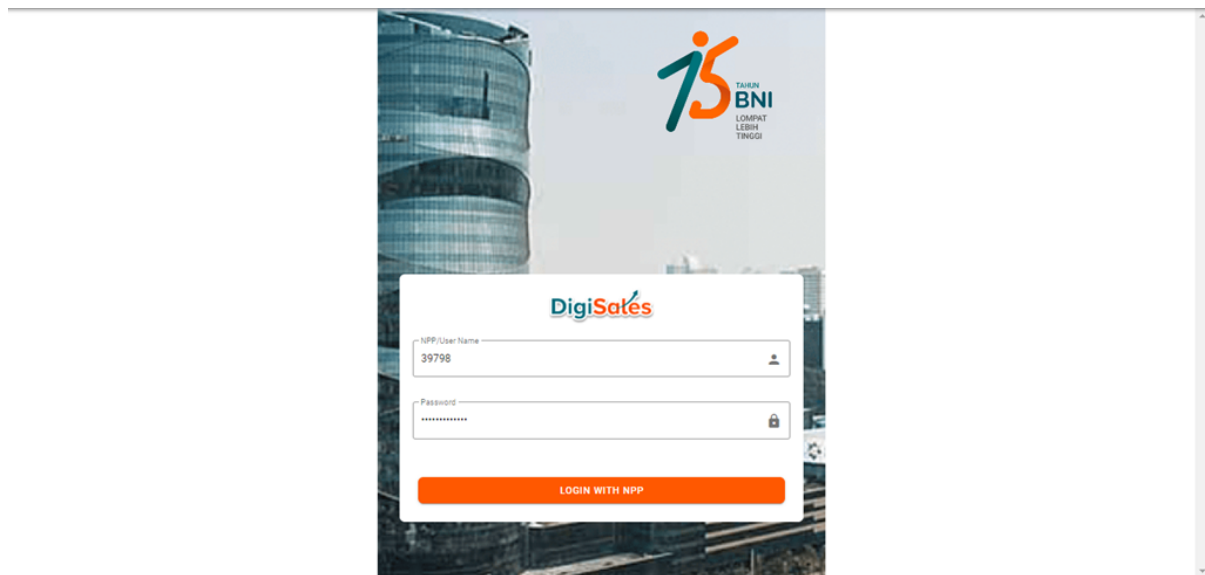 75
TAHUN
BNI
LOMPAT
LEBIH
TINGGI
DigiSales
NPP/User Name
39798
Password
LOGIN WITH NPP